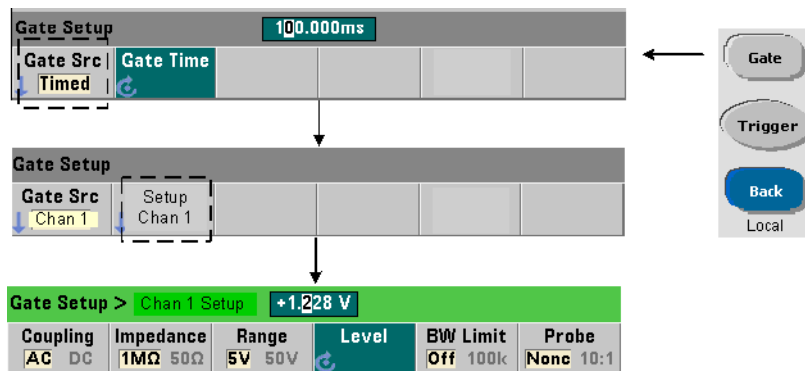 Gate Setup 100.000ms
Gate Src Gate Time
Timed
Gate
Trigger
Back
Local
Gate Setup
Gate Src Setup
Chan 1 Chan 1
Gate Setup > Chan 1 Setup +1.228 V
Coupling Impedance Range Level BW Limit Probe
AC DC 1MΩ 50Ω 5V 50V Off 100k None 10:1